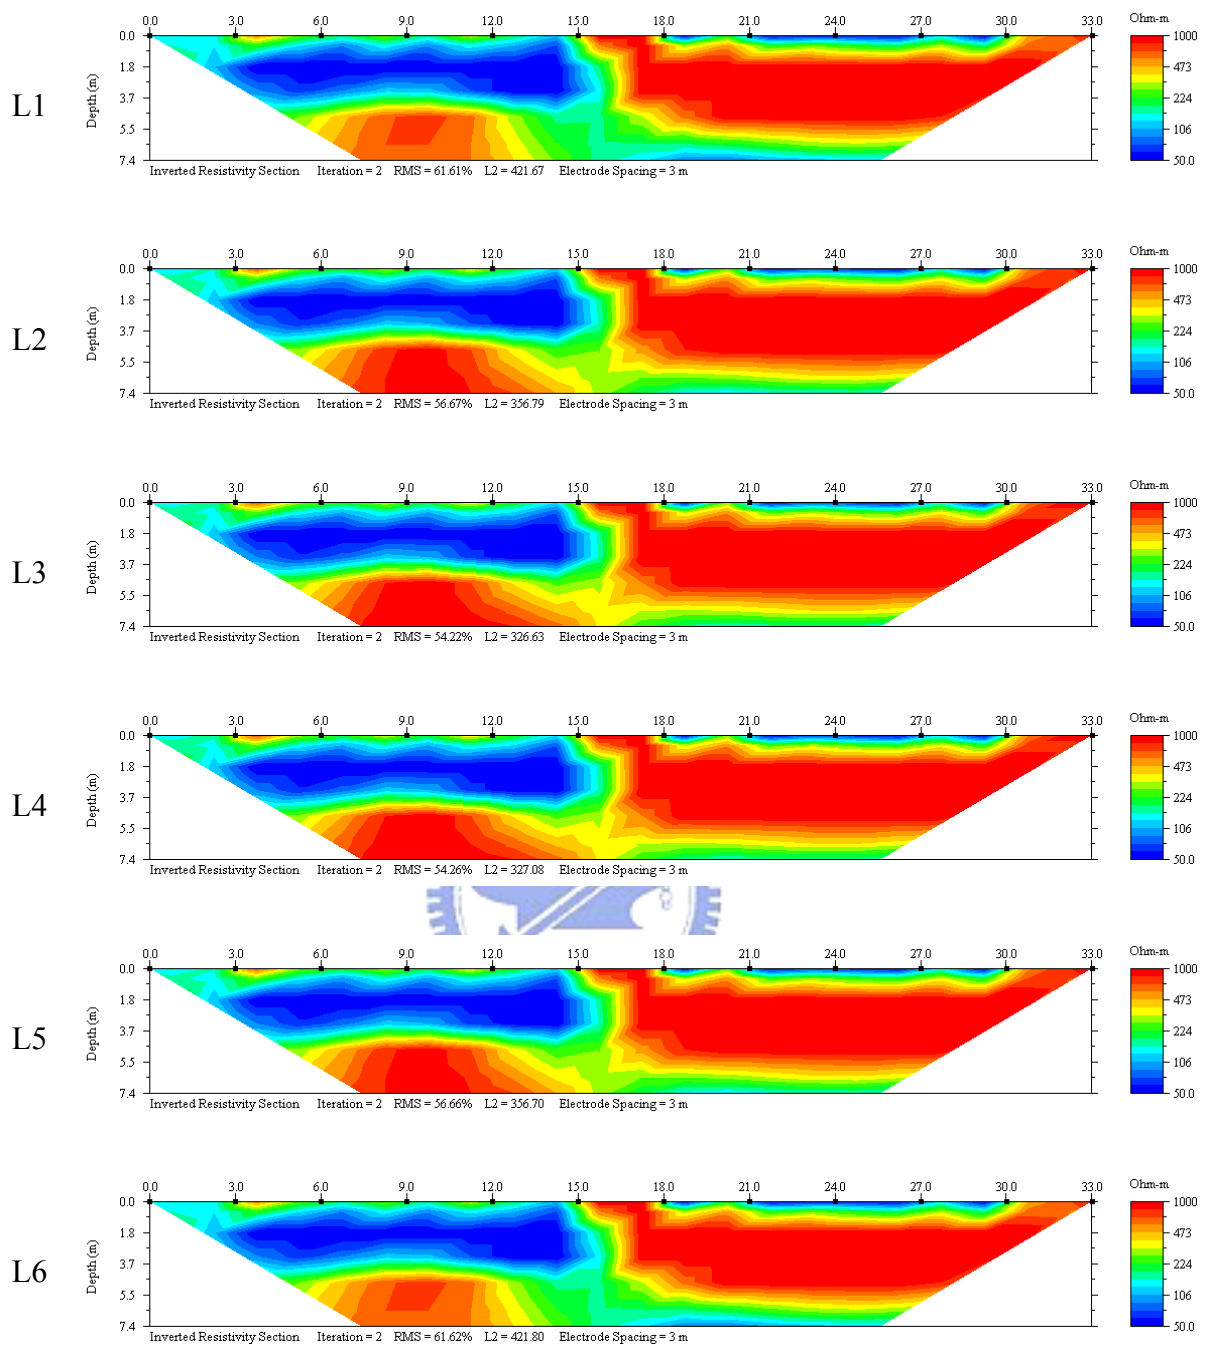 Ohm-m
0.0 3.0 6.0 9.0 12.0 15.0 18.0 21.0 24.0 27.0 30.0 33.0
L1
Depth (m)
0.0
1.8
3.7
5.5
7.4
1000
473
224
106
50.0
Inverted Resistivity Section Iteration = 2 RMS = 61.61% L2 = 421.67 Electrode Spacing = 3 m
Ohm-m
0.0 3.0 6.0 9.0 12.0 15.0 18.0 21.0 24.0 27.0 30.0 33.0
L2
Depth (m)
0.0
1.8
3.7
5.5
7.4
1000
473
224
106
50.0
Inverted Resistivity Section Iteration = 2 RMS = 56.67% L2 = 356.79 Electrode Spacing = 3 m
Ohm-m
0.0 3.0 6.0 9.0 12.0 15.0 18.0 21.0 24.0 27.0 30.0 33.0
L3
Depth (m)
0.0
1.8
3.7
5.5
7.4
1000
473
224
106
50.0
Inverted Resistivity Section Iteration = 2 RMS = 54.22% L2 = 326.63 Electrode Spacing = 3 m
Ohm-m
0.0 3.0 6.0 9.0 12.0 15.0 18.0 21.0 24.0 27.0 30.0 33.0
L4
Depth (m)
0.0
1.8
3.7
5.5
7.4
1000
473
224
106
50.0
Inverted Resistivity Section Iteration = 2 RMS = 54.26% L2 = 327.08 Electrode Spacing = 3 m
Ohm-m
0.0 3.0 6.0 9.0 12.0 15.0 18.0 21.0 24.0 27.0 30.0 33.0
L5
Depth (m)
0.0
1.8
3.7
5.5
7.4
1000
473
224
106
50.0
Inverted Resistivity Section Iteration = 2 RMS = 56.66% L2 = 356.70 Electrode Spacing = 3 m
Ohm-m
0.0 3.0 6.0 9.0 12.0 15.0 18.0 21.0 24.0 27.0 30.0 33.0
L6
Depth (m)
0.0
1.8
3.7
5.5
7.4
1000
473
224
106
50.0
Inverted Resistivity Section Iteration = 2 RMS = 61.62% L2 = 421.80 Electrode Spacing = 3 m